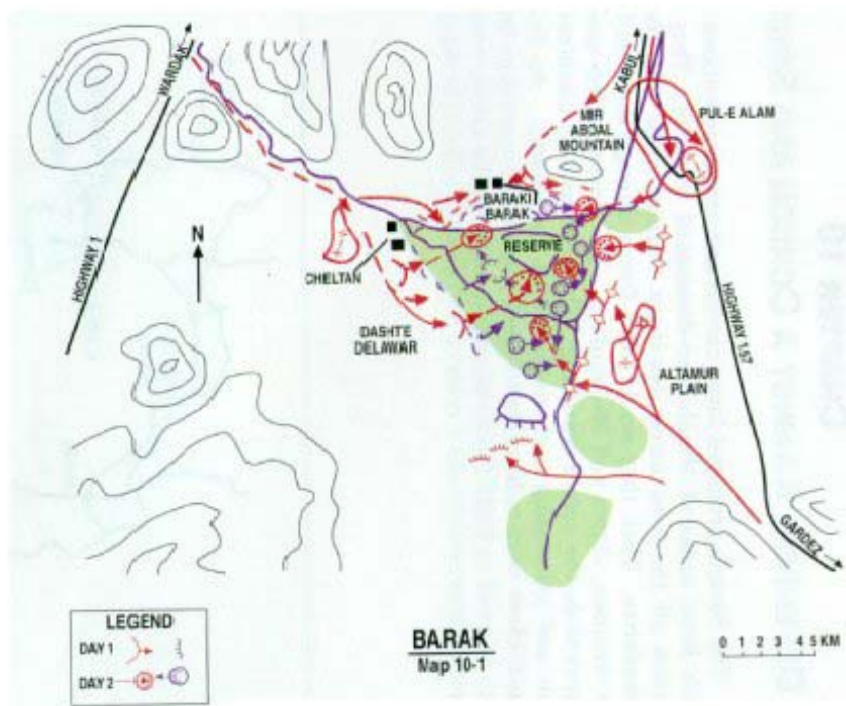 WARDAK
HIGHWAY 1
N
KABUL
PUL-E ALAM
MIR
ABDAL
MOUNTAIN
BARAKI
BARAK
RESERVE
CHELTAN
DASHTE
DELAWAR
HIGHWAY 157
ALTAMUR
PLAIN
GARDEZ
LEGEND
DAY 1
DAY 2
BARAK
Map 10-1
0 1 2 3 4 5 KM